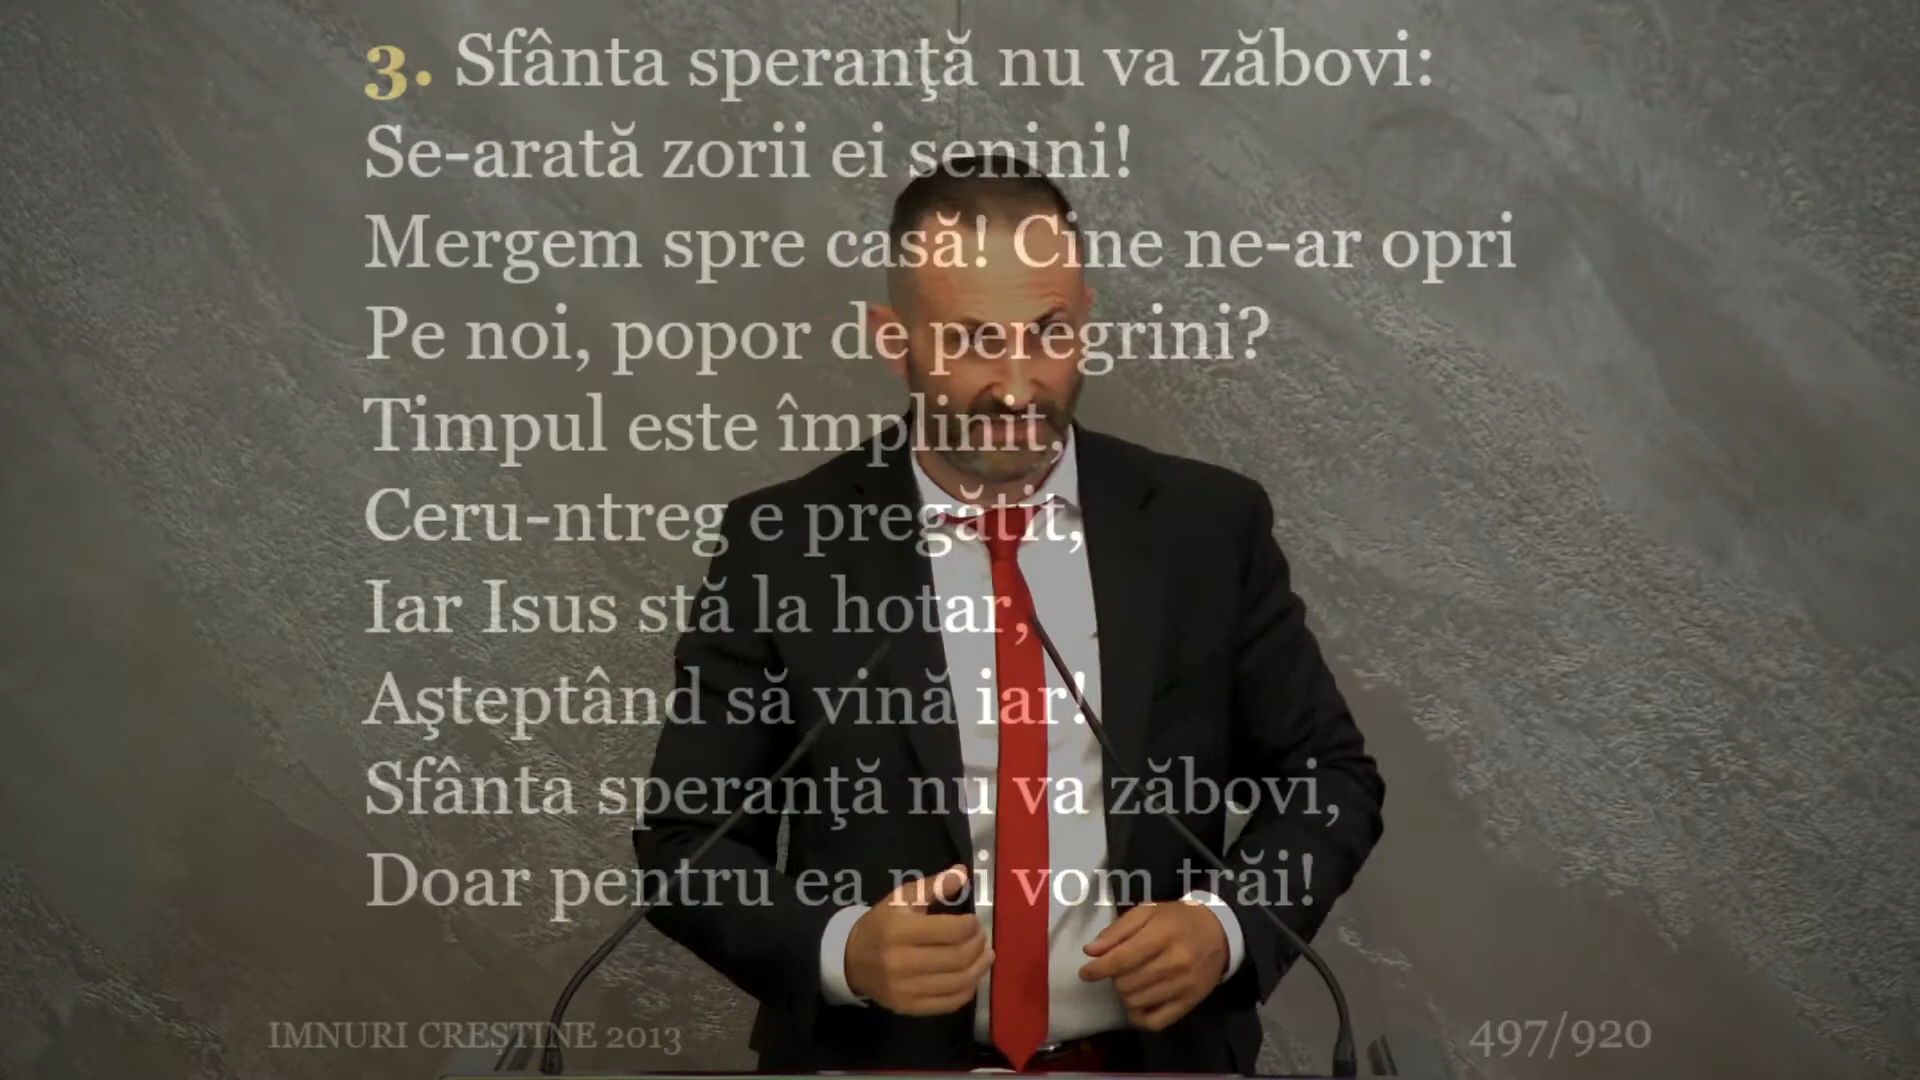 3. Sfânta speranţă nu va zăbovi:
Se-arată zorii ei senini!
Mergem spre casă! Cine ne-ar opri
Pe noi, popor de peregrini?
Timpul este împlinit,
Ceru-ntreg e pregătit,
Iar Isus stă la hotar,
Aşteptând să vină iar!
Sfânta speranţă nu va zăbovi,
Doar pentru ea noi vom trăi!
IMNURI CREȘTINE 2013
497/920